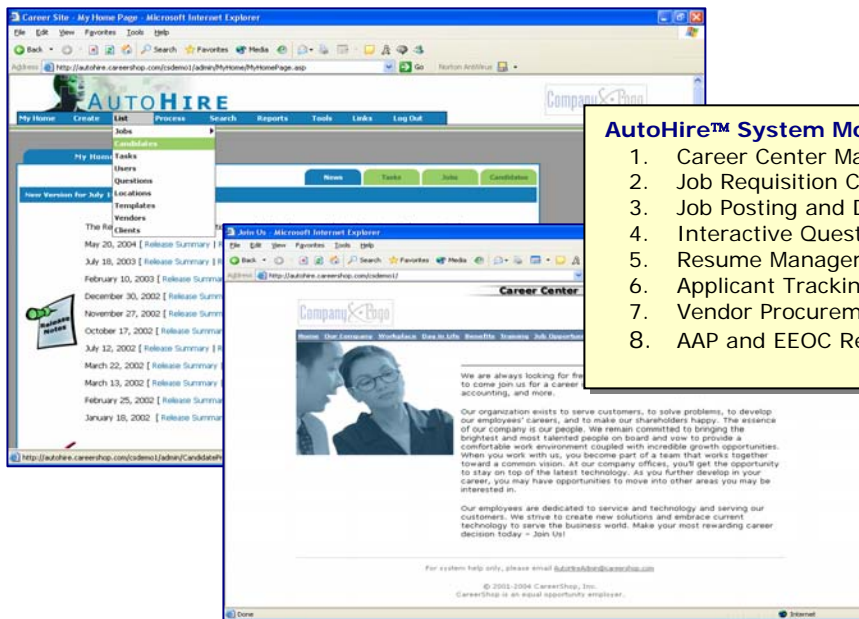 Career Site - My Home Page - Microsoft Internet Explorer
File Edit View Favorites Tools Help
Back Search Favorites Media
Address http://autohire.careershop.com/csdemo1/admin/MyHome/MyHomePage.asp Go Norton AntiVirus
AUTOHIRE
Company Logo
My Home Create List Process Search Reports Tools Links Log Out
Jobs
Candidates
Tasks
Users
Questions
Locations
Templates
Vendors
Clients
My Home
News Tasks Jobs Candidates
New Version for July 1
The Re
May 20, 2004 [ Release Summary ] R
July 18, 2003 [ Release Summary ] R
February 10, 2003 [ Release Summar
December 30, 2002 [ Release Summ
November 27, 2002 [ Release Summ
October 17, 2002 [ Release Summar
July 12, 2002 [ Release Summary ] R
March 22, 2002 [ Release Summary
March 13, 2002 [ Release Summary
February 25, 2002 [ Release Summar
January 18, 2002 [ Release Summar
Release Notes
http://autohire.careershop.com/csdemo1/admin/CandidatePr
AutoHire™ System Mo
1. Career Center Ma
2. Job Requisition C
3. Job Posting and D
4. Interactive Quest
5. Resume Manager
6. Applicant Trackin
7. Vendor Procurem
8. AAP and EEOC Re
Join Us - Microsoft Internet Explorer
File Edit View Favorites Tools Help
Back Search Favorites Media
Address http://autohire.careershop.com/csdemo1/
Career Center
Company Logo
Home Our Company Workplace Day in Life Benefits Training Job Opportun
We are always looking for fre
to come join us for a career i
accounting, and more.
Our organization exists to serve customers, to solve problems, to develop
our employees' careers, and to make our shareholders happy. The essence
of our company is our people. We remain committed to bringing the
brightest and most talented people on board and vow to provide a
comfortable work environment coupled with incredible growth opportunities.
When you work with us, you become part of a team that works together
toward a common vision. At our company offices, you'll get the opportunity
to stay on top of the latest technology. As you further develop in your
career, you may have opportunities to move into other areas you may be
interested in.
Our employees are dedicated to service and technology and serving our
customers. We strive to create new solutions and embrace current
technology to serve the business world. Make your most rewarding career
decision today - Join Us!
For system help only, please email AutoHireAdmin@careershop.com
© 2001-2004 CareerShop, Inc.
CareerShop is an equal opportunity employer.
Done
Internet